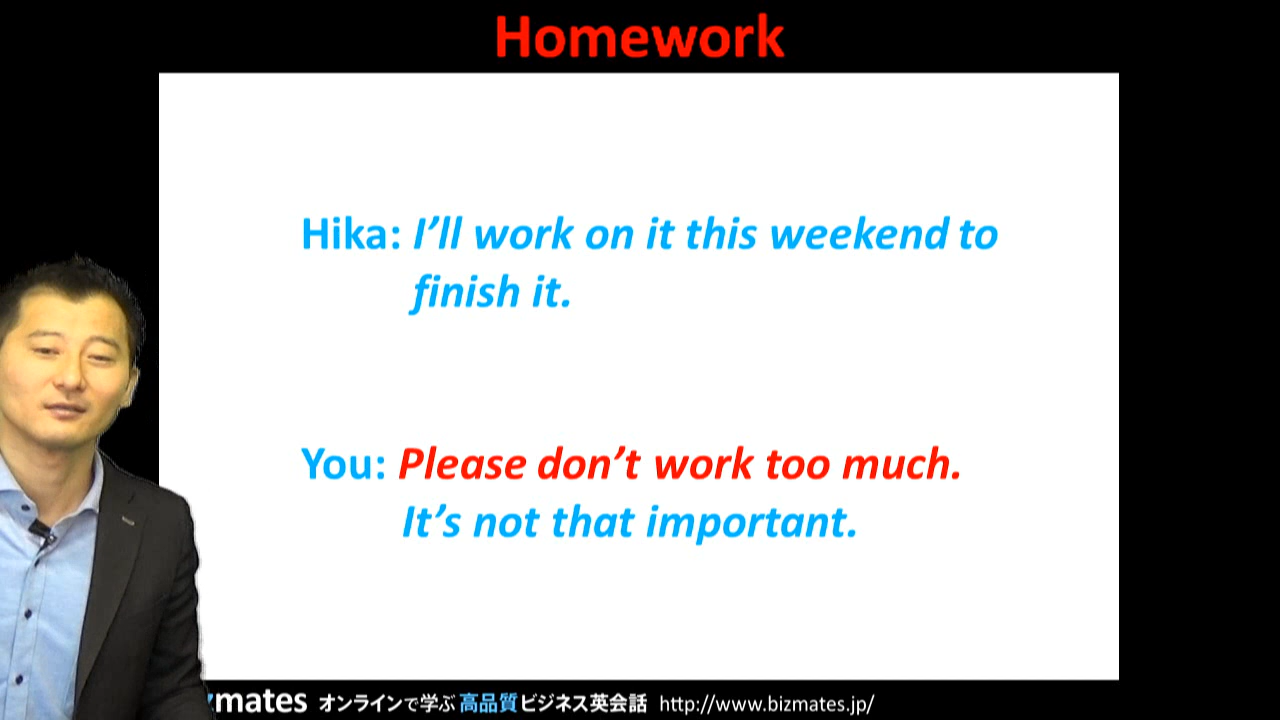 Homework
Hika: I'll work on it this weekend to
finish it.
You: Please don't work too much.
It's not that important.
zmates オンラインで学ぶ 高品質ビジネス英会話 http://www.bizmates.jp/